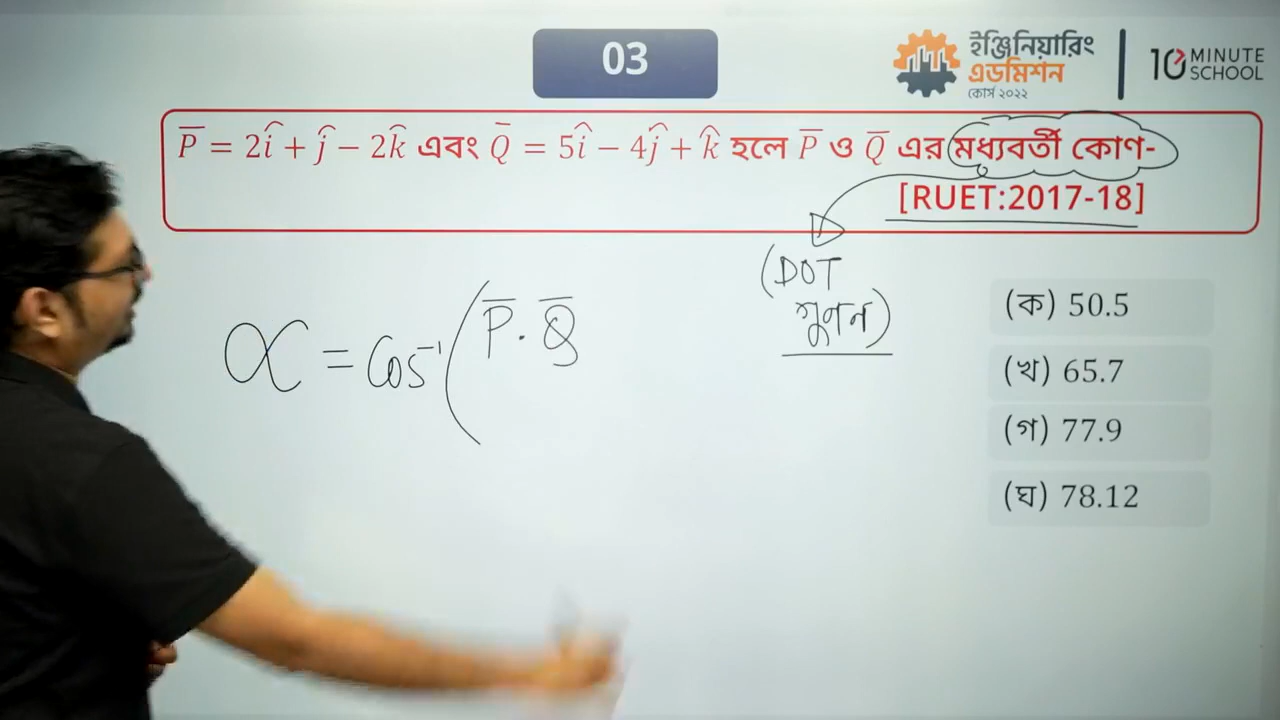 03
ইঞ্জিনিয়ারিং
এডমিশন
কোর্স ২০২২
10 MINUTE
SCHOOL
P̅ = 2î + ĵ − 2k̂ এবং Q̅ = 5î − 4ĵ + k̂ হলে P̅ ও Q̅ এর মধ্যবর্তী কোণ-
[RUET:2017-18]
(DOT
গুণন)
α = Cos⁻¹ ( P̅ . Q̅
(ক) 50.5
(খ) 65.7
(গ) 77.9
(ঘ) 78.12